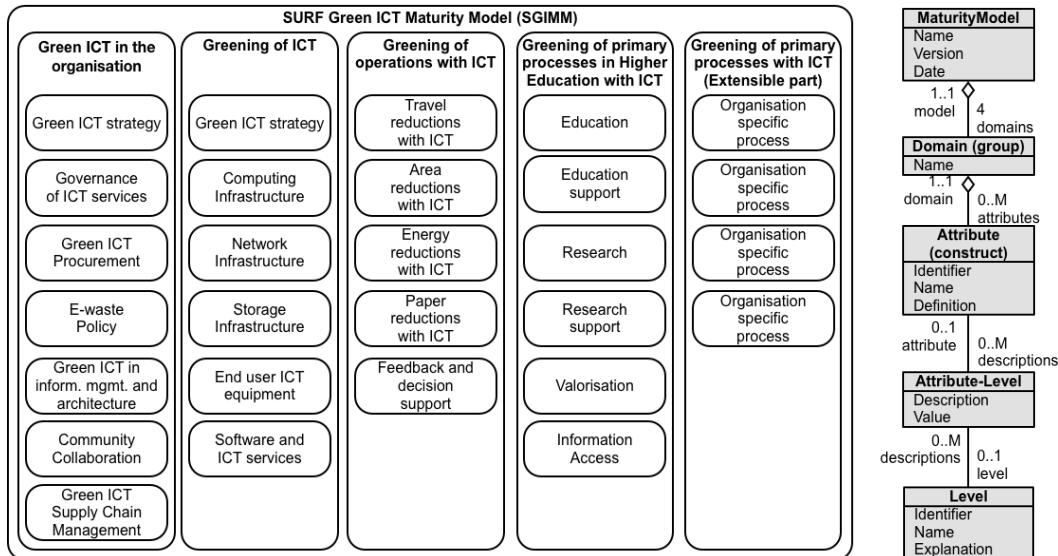 SURF Green ICT Maturity Model (SGIMM)
Green ICT in the
organisation
Green ICT strategy
Governance
of ICT services
Green ICT
Procurement
E-waste
Policy
Green ICT in
inform. mgmt. and
architecture
Community
Collaboration
Green ICT
Supply Chain
Management
Greening of ICT
Green ICT strategy
Computing
Infrastructure
Network
Infrastructure
Storage
Infrastructure
End user ICT
equipment
Software and
ICT services
Greening of
operations with ICT
Travel
reductions
with ICT
Area
reductions
with ICT
Energy
reductions
with ICT
Paper
reductions
with ICT
Feedback and
decision
support
Greening of primary
processes in Higher
Education with ICT
Education
Education
support
Research
Research
support
Valorisation
Information
Access
Greening of primary
processes with ICT
(Extensible part)
Organisation
specific
process
Organisation
specific
process
Organisation
specific
process
Organisation
specific
process
MaturityModel
Name
Version
Date
1..1
model
4
domains
Domain (group)
Name
1..1
domain
0..M
attributes
Attribute
(construct)
Identifier
Name
Definition
0..1
attribute
0..M
descriptions
Attribute-Level
Description
Value
0..M
descriptions
0..1
level
Level
Identifier
Name
Explanation